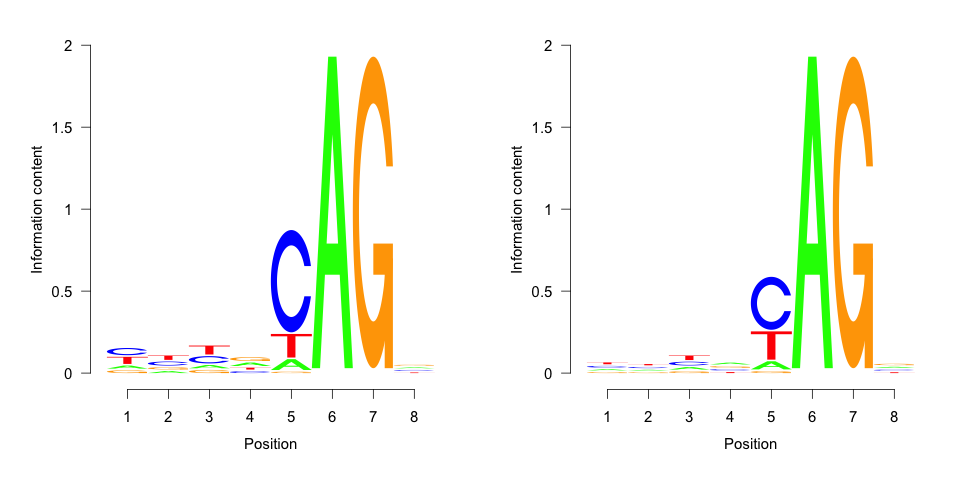 Information content
2
1.5
1
0.5
0
C
T
A
G
1 2 3 4 5 6 7 8
Position
Information content
2
1.5
1
0.5
0
C
T
A
G
1 2 3 4 5 6 7 8
Position